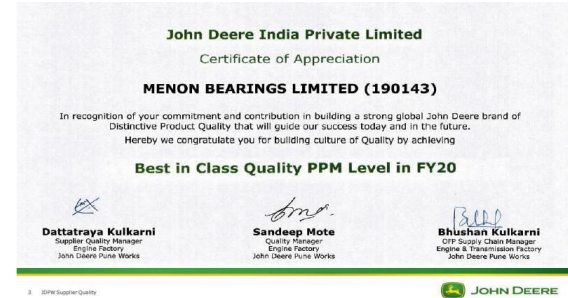 John Deere India Private Limited
Certificate of Appreciation
MENON BEARINGS LIMITED (190143)
In recognition of your commitment and contribution in building a strong global John Deere brand of
Distinctive Product Quality that will guide our success today and in the future.
Hereby we congratulate you for building culture of Quality by achieving
Best in Class Quality PPM Level in FY20
Dattatraya Kulkarni
Supplier Quality Manager
Engine Factory
John Deere Pune Works
Sandeep Mote
Quality Manager
Engine Factory
John Deere Pune Works
Bhushan Kulkarni
OFP Supply Chain Manager
Engine & Transmission Factory
John Deere Pune Works
3 JDPW Supplier Quality
JOHN DEERE